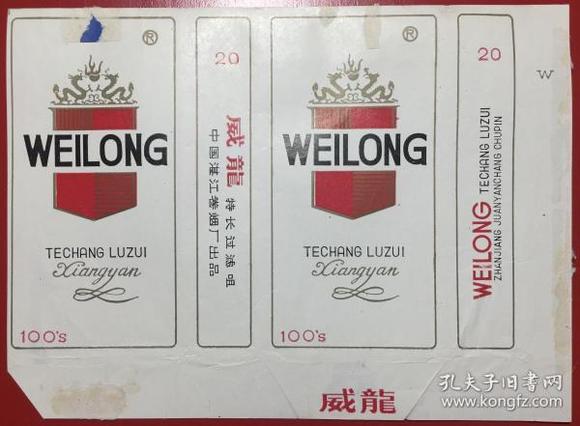 ®
WEILONG
TECHANG LUZUI
Xiangyan
100's
20
威龍 特长过滤咀
中国湛江卷烟厂出品
®
WEILONG
TECHANG LUZUI
Xiangyan
100's
20
WEILONG TECHANG LUZUI
ZHANJIANG JUANYANCHANG CHUPIN
W
威龍
孔夫子旧书网
www.kongfz.com